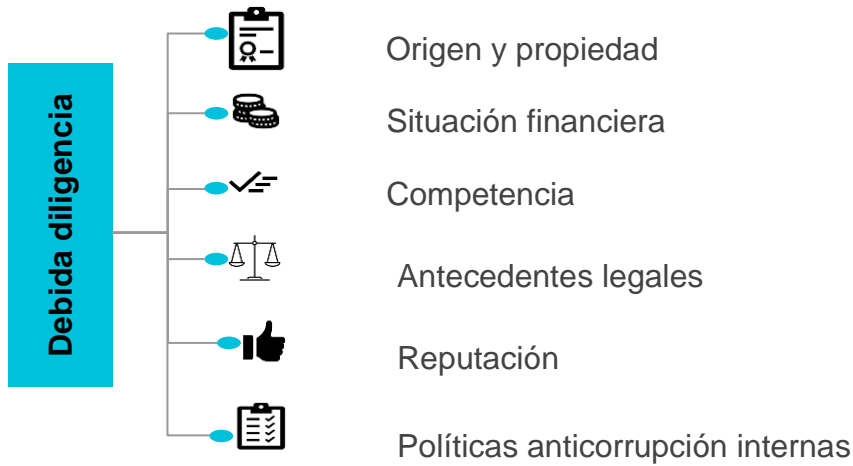 Debida diligencia
Origen y propiedad
Situación financiera
Competencia
Antecedentes legales
Reputación
Políticas anticorrupción internas